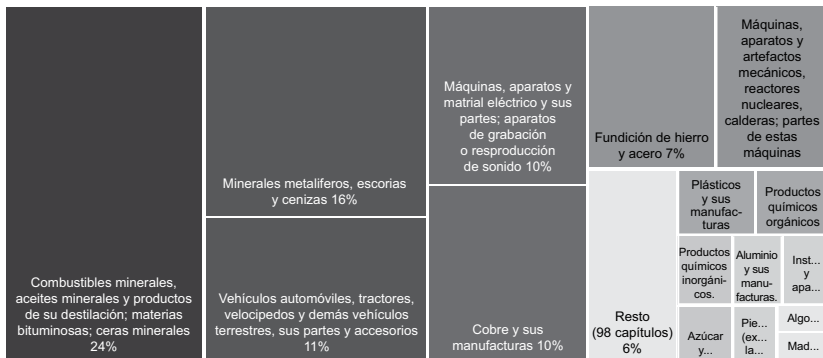 Combustibles minerales,
aceites minerales y productos
de su destilación; materias
bituminosas; ceras minerales
24%
Minerales metaliferos, escorias
y cenizas 16%
Vehículos automóviles, tractores,
velocipedos y demás vehículos
terrestres, sus partes y accesorios
11%
Máquinas, aparatos y
matrial eléctrico y sus
partes; aparatos
de grabación
o resproducción
de sonido 10%
Cobre y sus
manufacturas 10%
Fundición de hierro
y acero 7%
Máquinas,
aparatos y
artefactos
mecánicos,
reactores
nucleares,
calderas; partes
de estas
máquinas
Resto
(98 capítulos)
6%
Plásticos
y sus
manufac-
turas
Productos
químicos
orgánicos
Productos
químicos
inorgáni-
cos.
Aluminio
y sus
manu-
facturas.
Inst...
y
apa...
Azúcar
y...
Pie...
(ex...
la...
Algo...
Mad...